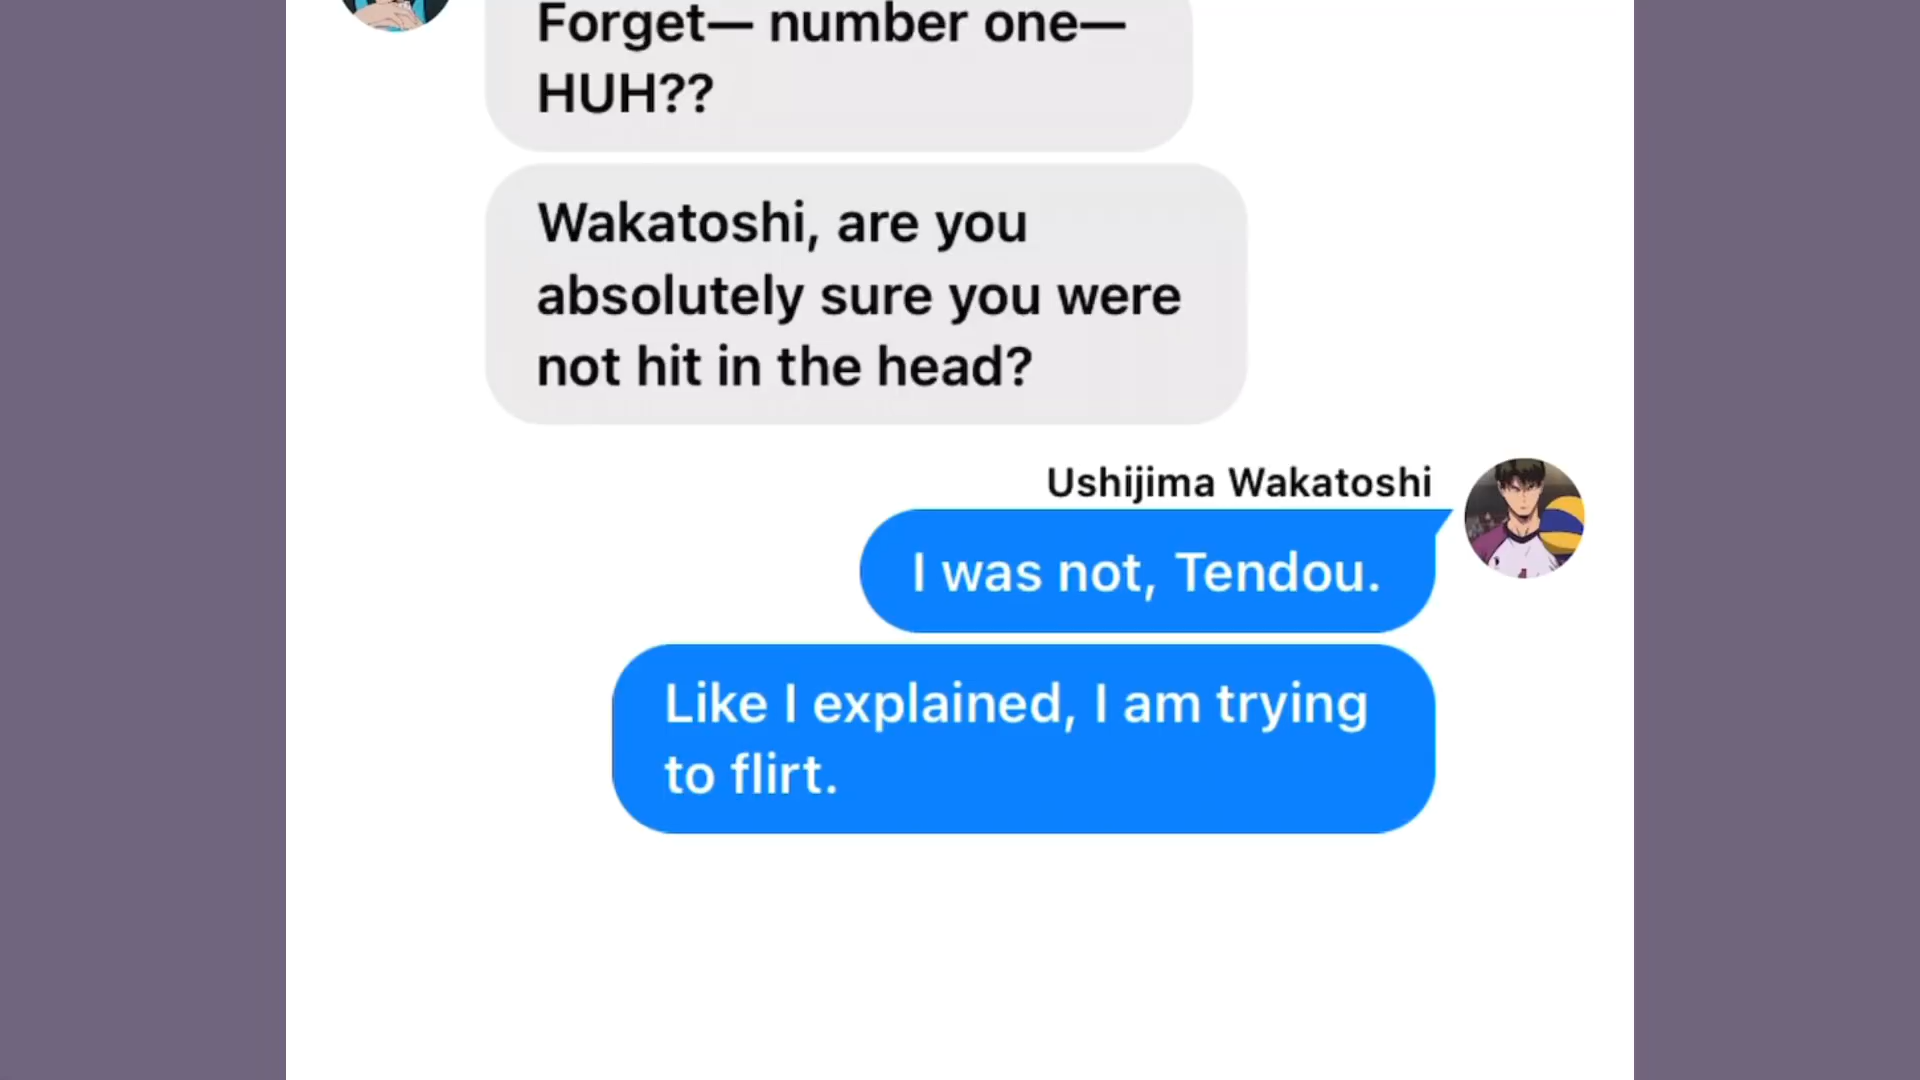 Forget— number one—
HUH??
Wakatoshi, are you
absolutely sure you were
not hit in the head?
Ushijima Wakatoshi
I was not, Tendou.
Like I explained, I am trying
to flirt.